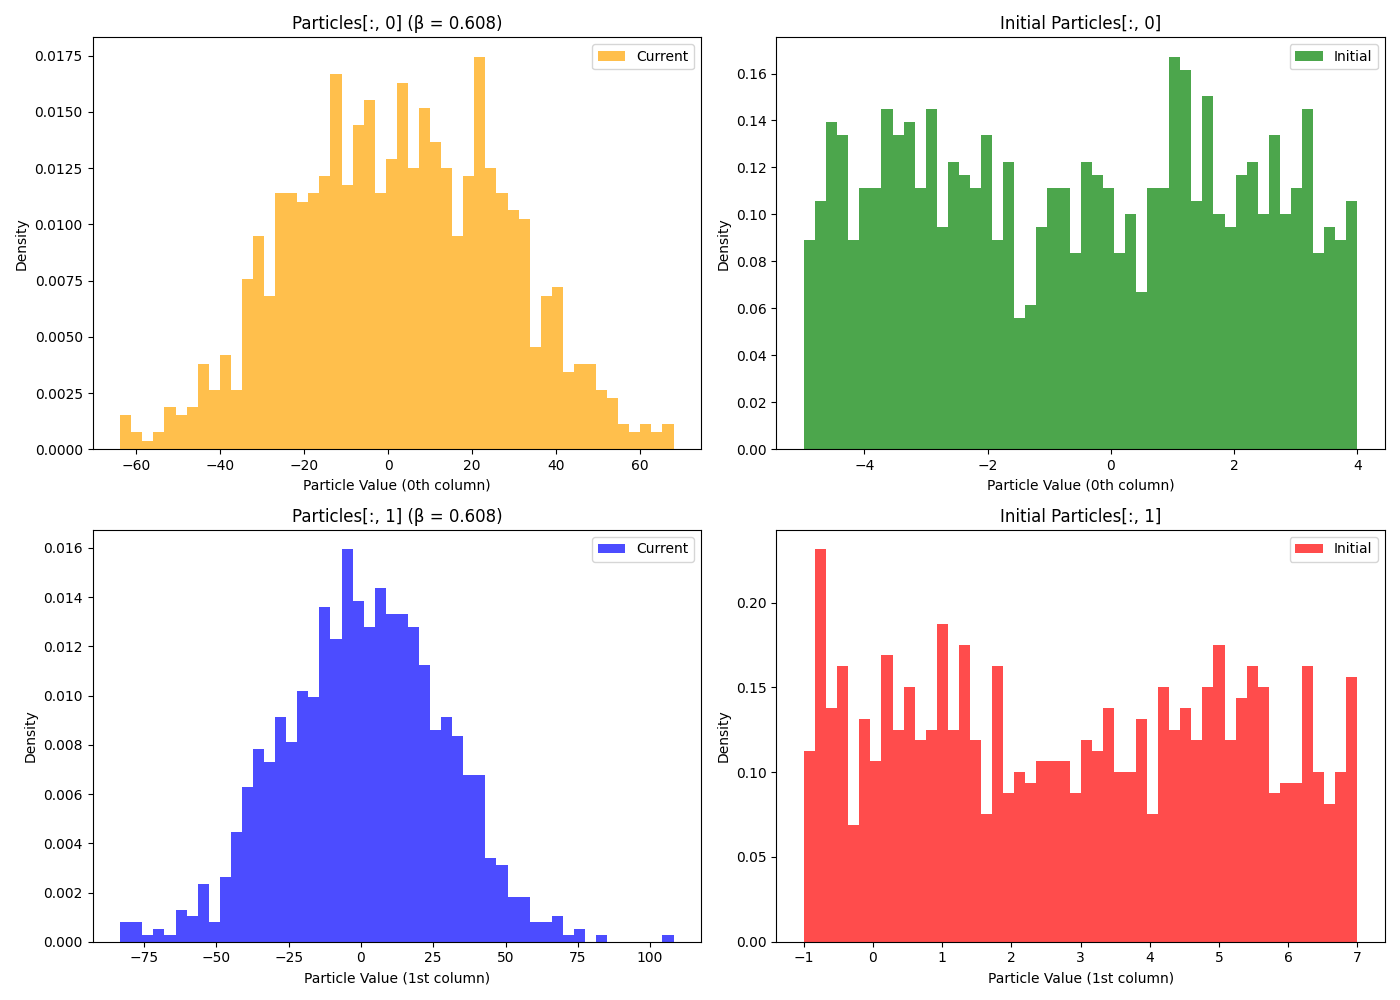 Particles[:, 0] (β = 0.608)
Current
0.0175
0.0150
0.0125
0.0100
0.0075
0.0050
0.0025
0.0000
Density
−60 −40 −20 0 20 40 60
Particle Value (0th column)
Initial Particles[:, 0]
Initial
0.16
0.14
0.12
0.10
0.08
0.06
0.04
0.02
0.00
Density
−4 −2 0 2 4
Particle Value (0th column)
Particles[:, 1] (β = 0.608)
Current
0.016
0.014
0.012
0.010
0.008
0.006
0.004
0.002
0.000
Density
−75 −50 −25 0 25 50 75 100
Particle Value (1st column)
Initial Particles[:, 1]
Initial
0.20
0.15
0.10
0.05
0.00
Density
−1 0 1 2 3 4 5 6 7
Particle Value (1st column)